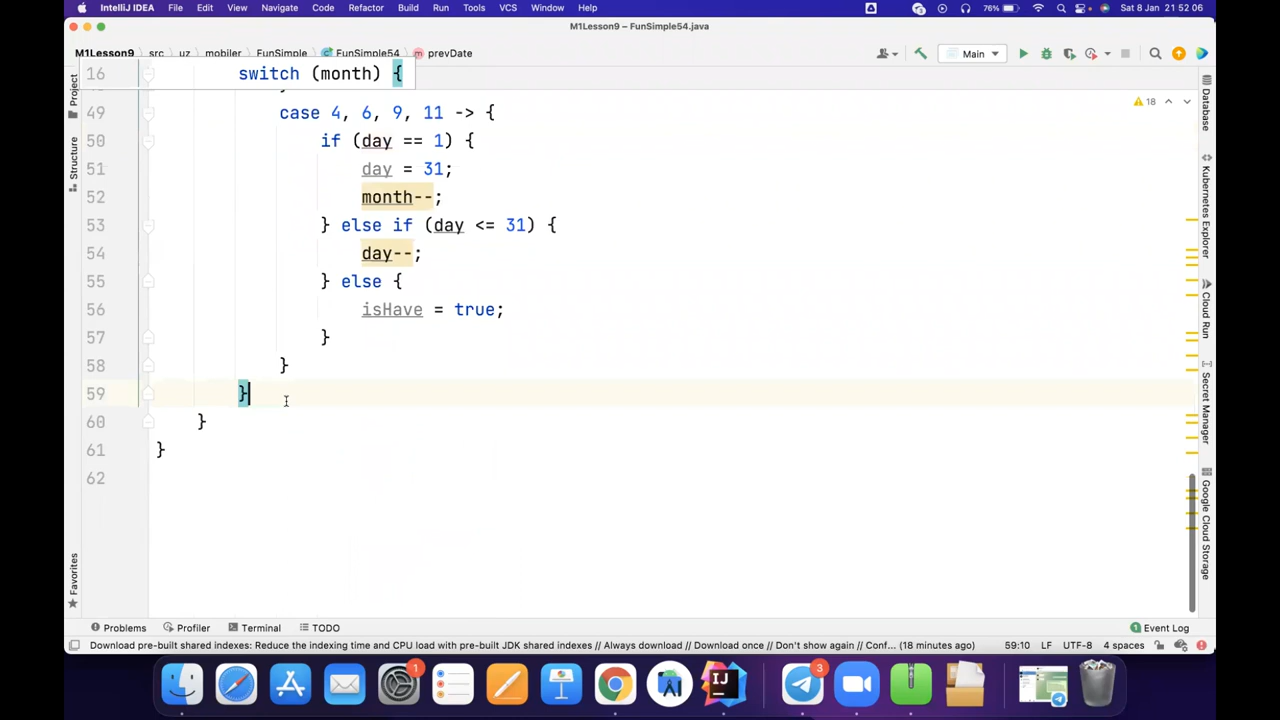 IntelliJ IDEA File Edit View Navigate Code Refactor Build Run Tools VCS Window Help 76% Sat 8 Jan 21 52 06
M1Lesson9 – FunSimple54.java
M1Lesson9 src uz mobiler FunSimple FunSimple54 prevDate Main
16 switch (month) {
49 case 4, 6, 9, 11 -> {
18
50 if (day == 1) {
51 day = 31;
52 month--;
53 } else if (day <= 31) {
54 day--;
55 } else {
56 isHave = true;
57 }
58 }
59 }
60 }
61 }
62
Project
Structure
Favorites
Database
Kubernetes Explorer
Cloud Run
Secret Manager
Google Cloud Storage
Problems Profiler Terminal TODO 1 Event Log
Download pre-built shared indexes: Reduce the indexing time and CPU load with pre-built JDK shared indexes // Always download // Download once // Don't show again // Conf... (18 minutes ago) 59:10 LF UTF-8 4 spaces
1
IJ
3